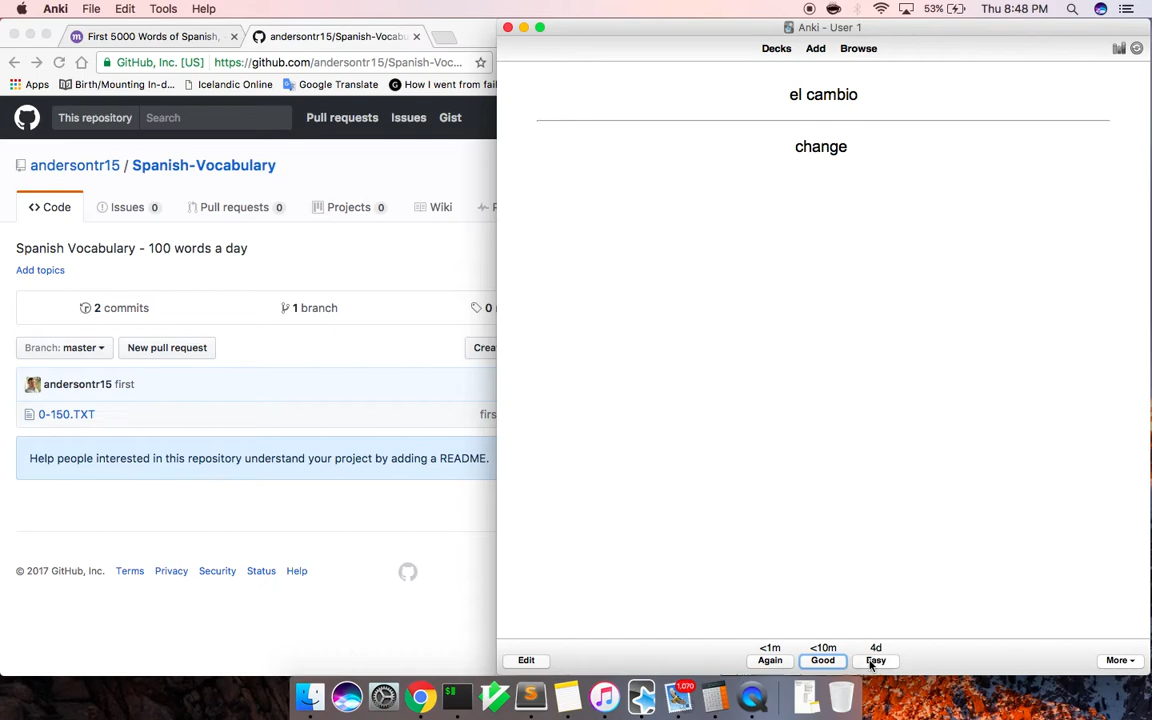 Anki File Edit Tools Help
53% Thu 8:48 PM
First 5000 Words of Spanish,
andersontr15/Spanish-Vocabu
Anki - User 1
GitHub, Inc. [US] https://github.com/andersontr15/Spanish-Voc...
Decks Add Browse
Apps Birth/Mounting In-d... Icelandic Online Google Translate How I went from fail
This repository Search Pull requests Issues Gist
el cambio
change
andersontr15 / Spanish-Vocabulary
Code Issues 0 Pull requests 0 Projects 0 Wiki
Spanish Vocabulary - 100 words a day
Add topics
2 commits 1 branch 0
Branch: master New pull request Crea
andersontr15 first
0-150.TXT firs
Help people interested in this repository understand your project by adding a README.
© 2017 GitHub, Inc. Terms Privacy Security Status Help
<1m <10m 4d
Edit Again Good Easy More
1,070